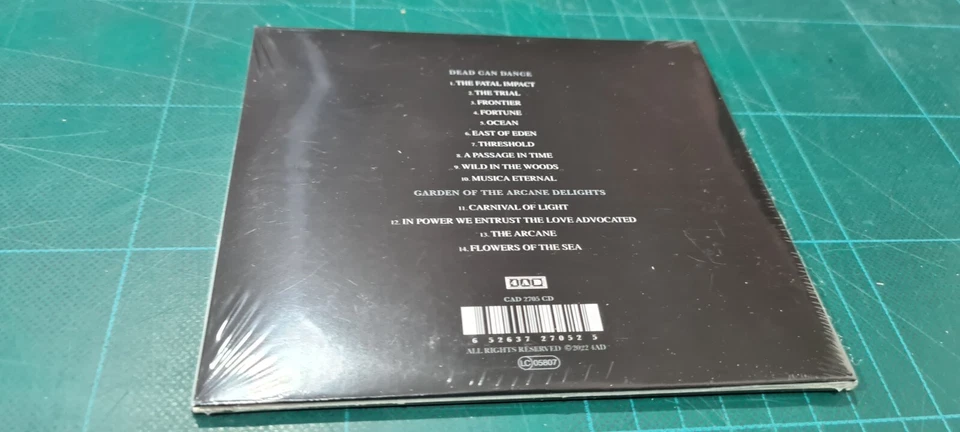 DEAD CAN DANCE
1. THE FATAL IMPACT
2. THE TRIAL
3. FRONTIER
4. FORTUNE
5. OCEAN
6. EAST OF EDEN
7. THRESHOLD
8. A PASSAGE IN TIME
9. WILD IN THE WOODS
10. MUSICA ETERNAL
GARDEN OF THE ARCANE DELIGHTS
11. CARNIVAL OF LIGHT
12. IN POWER WE ENTRUST THE LOVE ADVOCATED
13. THE ARCANE
14. FLOWERS OF THE SEA
4AD
CAD 2705 CD
6 52637 27052 5
ALL RIGHTS RESERVED © 2022 4AD
LC 05807